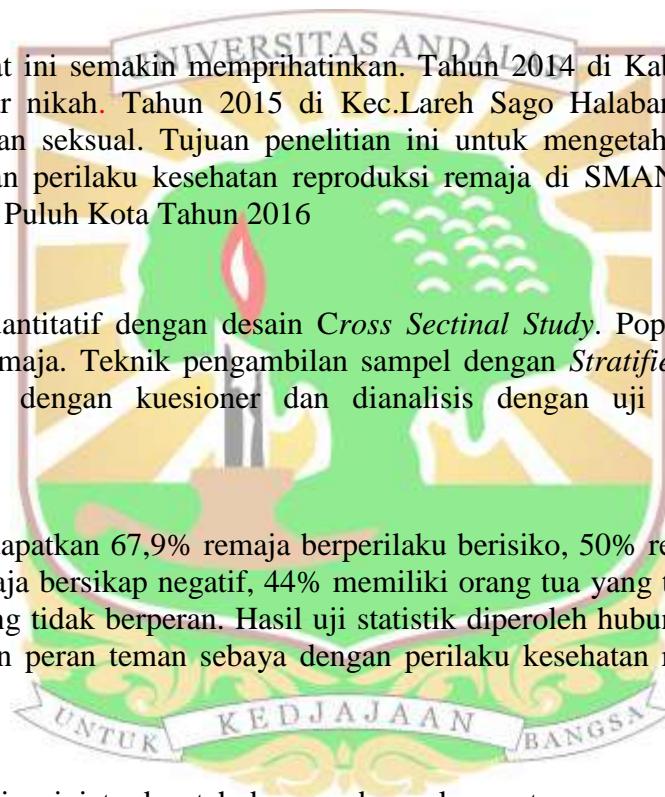 UNIVERSITAS ANDALAS
at ini semakin memprihatinkan. Tahun 2014 di Kab
r nikah. Tahun 2015 di Kec.Lareh Sago Halaban
an seksual. Tujuan penelitian ini untuk mengetah
an perilaku kesehatan reproduksi remaja di SMAN
Puluh Kota Tahun 2016
uantitatif dengan desain Cross Sectinal Study. Pop
maja. Teknik pengambilan sampel dengan Stratifie
dengan kuesioner dan dianalisis dengan uji
dapatkan 67,9% remaja berperilaku berisiko, 50% re
aja bersikap negatif, 44% memiliki orang tua yang t
ng tidak berperan. Hasil uji statistik diperoleh hubun
n peran teman sebaya dengan perilaku kesehatan r
UNTUK KEDJAJAAN BANGSA